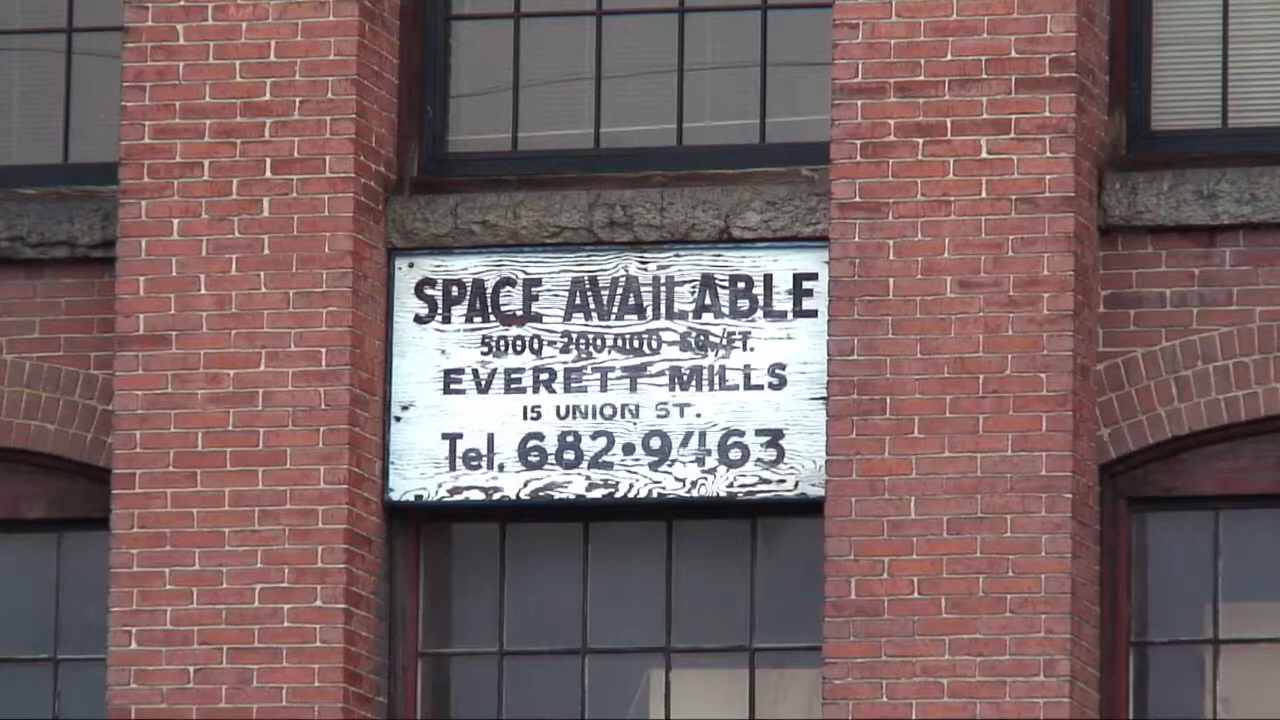 SPACE AVAILABLE
5000-200,000 SQ./FT.
EVERETT MILLS
15 UNION ST.
Tel. 682•9463